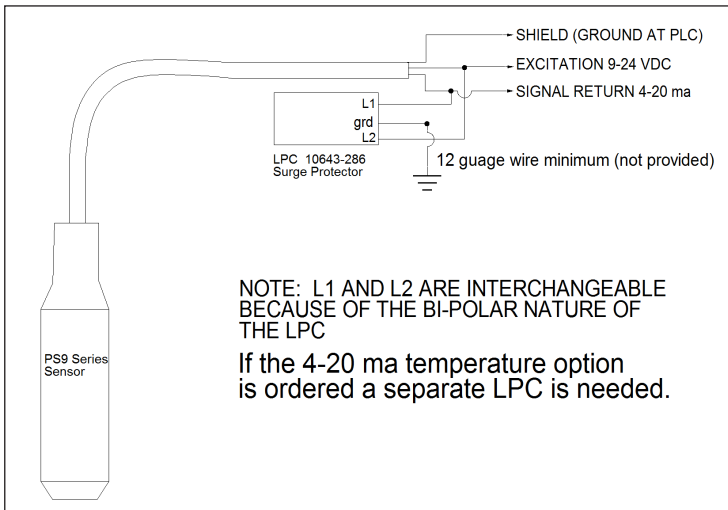 SHIELD (GROUND AT PLC)
EXCITATION 9-24 VDC
SIGNAL RETURN 4-20 ma
L1
grd
L2
LPC 10643-286
Surge Protector
12 guage wire minimum (not provided)
NOTE: L1 AND L2 ARE INTERCHANGEABLE
BECAUSE OF THE BI-POLAR NATURE OF
THE LPC
If the 4-20 ma temperature option
is ordered a separate LPC is needed.
PS9 Series
Sensor